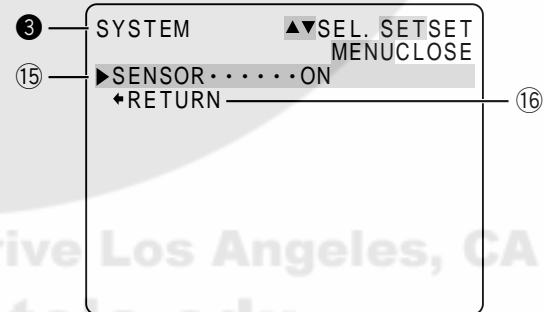 ❸ SYSTEM ▲▼SEL. SETSET
MENUCLOSE
⑮ ▶SENSOR······ON
🠸RETURN ⑯
rive Los Angeles, CA